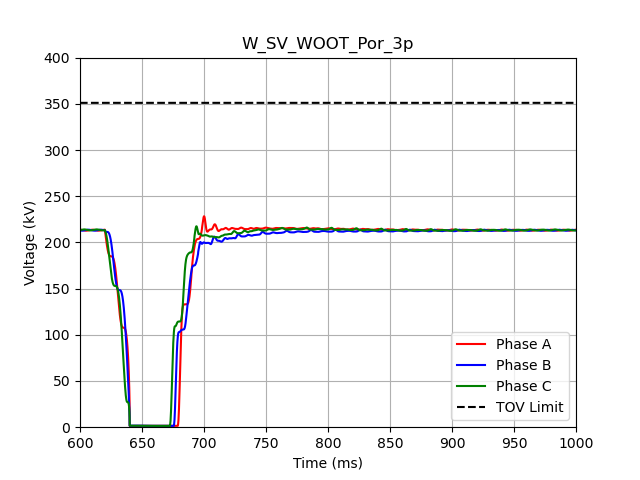 W_SV_WOOT_Por_3p
400
350
300
250
200
150
100
50
0
Voltage (kV)
600
650
700
750
800
850
900
950
1000
Time (ms)
Phase A
Phase B
Phase C
TOV Limit